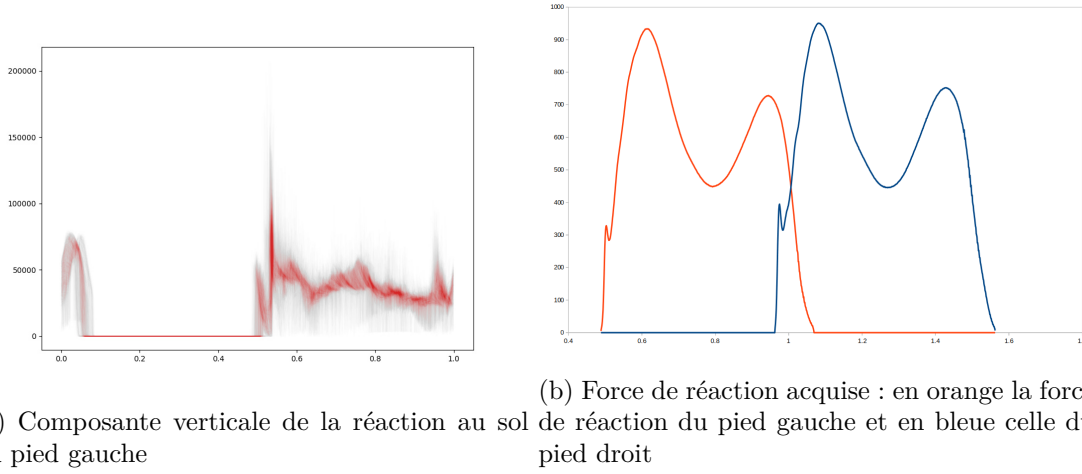 200000
150000
100000
50000
0
0.0 0.2 0.4 0.6 0.8 1.0
1000
900
800
700
600
500
400
300
200
100
0
0.4 0.6 0.8 1 1.2 1.4 1.6 1.8
) Composante verticale de la réaction au sol
pied gauche
(b) Force de réaction acquise : en orange la forc
de réaction du pied gauche et en bleue celle d
pied droit